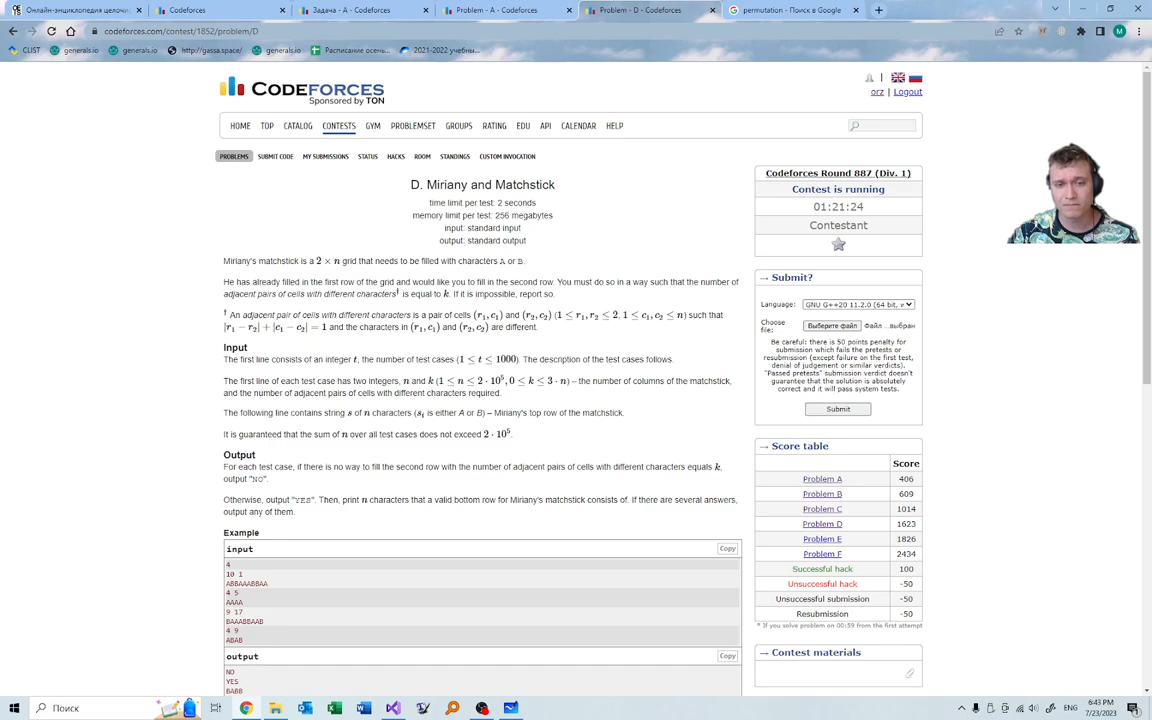 Онлайн-энциклопедия целочи
Codeforces
Задача - A - Codeforces
Problem - A - Codeforces
Problem - D - Codeforces
permutation - Поиск в Google
codeforces.com/contest/1852/problem/D
CLIST
generals.io
generals.io
http://gassa.space/
generals.io
Расписание осень...
2021-2022 учебны...
CODEFORCES
Sponsored by TON
orz | Logout
HOME TOP CATALOG CONTESTS GYM PROBLEMSET GROUPS RATING EDU API CALENDAR HELP
PROBLEMS SUBMIT CODE MY SUBMISSIONS STATUS HACKS ROOM STANDINGS CUSTOM INVOCATION
D. Miriany and Matchstick
time limit per test: 2 seconds
memory limit per test: 256 megabytes
input: standard input
output: standard output
Miriany's matchstick is a 2 × n grid that needs to be filled with characters A or B.
He has already filled in the first row of the grid and would like you to fill in the second row. You must do so in a way such that the number of
adjacent pairs of cells with different characters† is equal to k. If it is impossible, report so.
† An adjacent pair of cells with different characters is a pair of cells (r1, c1) and (r2, c2) (1 ≤ r1, r2 ≤ 2, 1 ≤ c1, c2 ≤ n) such that
|r1 − r2| + |c1 − c2| = 1 and the characters in (r1, c1) and (r2, c2) are different.
Input
The first line consists of an integer t, the number of test cases (1 ≤ t ≤ 1000). The description of the test cases follows.
The first line of each test case has two integers, n and k (1 ≤ n ≤ 2 · 10^5, 0 ≤ k ≤ 3 · n) – the number of columns of the matchstick,
and the number of adjacent pairs of cells with different characters required.
The following line contains string s of n characters (si is either A or B) – Miriany's top row of the matchstick.
It is guaranteed that the sum of n over all test cases does not exceed 2 · 10^5.
Output
For each test case, if there is no way to fill the second row with the number of adjacent pairs of cells with different characters equals k,
output "NO".
Otherwise, output "YES". Then, print n characters that a valid bottom row for Miriany's matchstick consists of. If there are several answers,
output any of them.
Example
input
Copy
4
10 1
ABBAAABBAA
4 5
AAAA
9 17
BAAABBAAB
4 9
ABAB
output
Copy
NO
YES
BABB
Codeforces Round 887 (Div. 1)
Contest is running
01:21:24
Contestant
→ Submit?
Language: GNU G++20 11.2.0 (64 bit, v
Choose file: Выберите файл Файл ...выбран
Be careful: there is 50 points penalty for
submission which fails the pretests or
resubmission (except failure on the first test,
denial of judgement or similar verdicts).
"Passed pretests" submission verdict doesn't
guarantee that the solution is absolutely
correct and it will pass system tests.
Submit
→ Score table
Score
Problem A 406
Problem B 609
Problem C 1014
Problem D 1623
Problem E 1826
Problem F 2434
Successful hack 100
Unsuccessful hack -50
Unsuccessful submission -50
Resubmission -50
* If you solve problem on 00:59 from the first attempt
→ Contest materials
Поиск
ENG
6:43 PM
7/23/2023